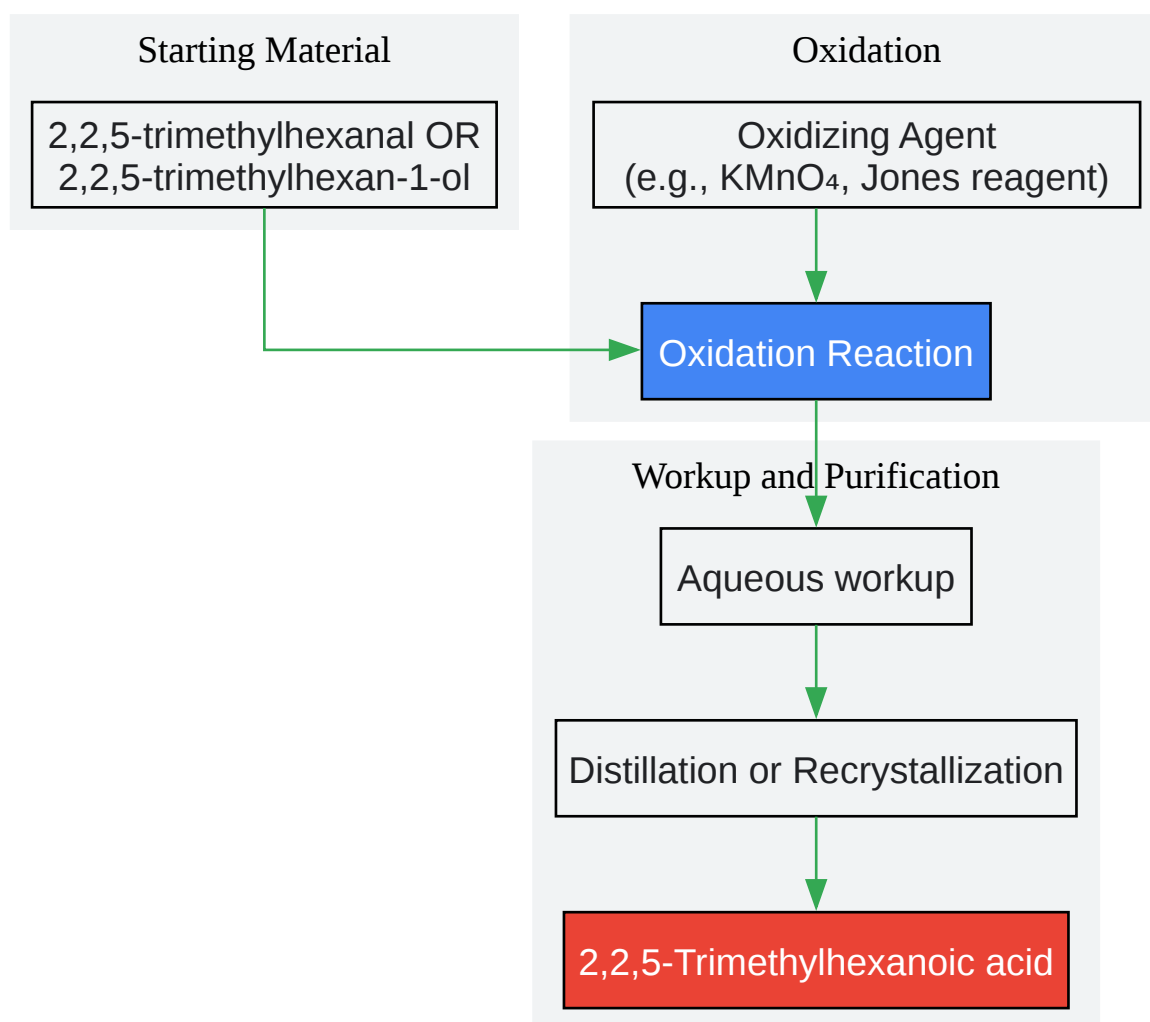 Starting Material
2,2,5-trimethylhexanal OR
2,2,5-trimethylhexan-1-ol
Oxidation
Oxidizing Agent
(e.g., KMnO₄, Jones reagent)
Oxidation Reaction
Workup and Purification
Aqueous workup
Distillation or Recrystallization
2,2,5-Trimethylhexanoic acid